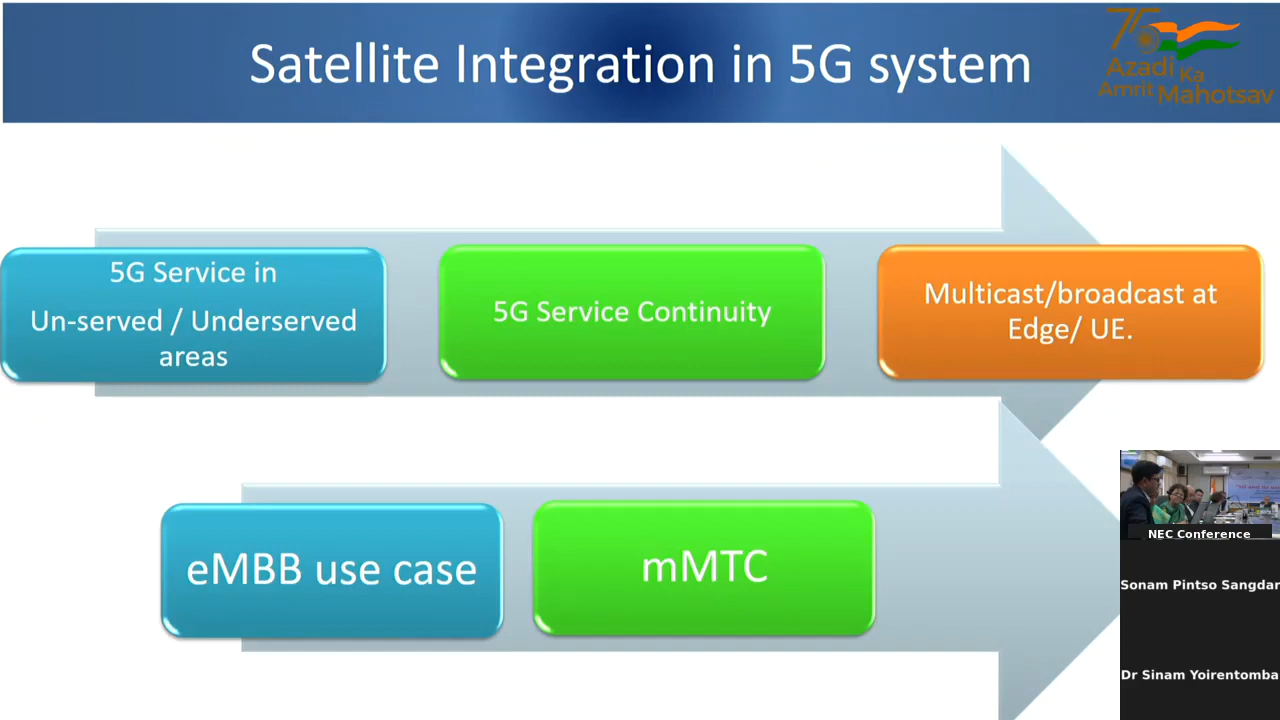 Satellite Integration in 5G system
75
Azadi Ka
Amrit Mahotsav
5G Service in
Un-served / Underserved
areas
5G Service Continuity
Multicast/broadcast at
Edge/ UE.
eMBB use case
mMTC
NEC Conference
Sonam Pintso Sangdar
Dr Sinam Yoirentomba